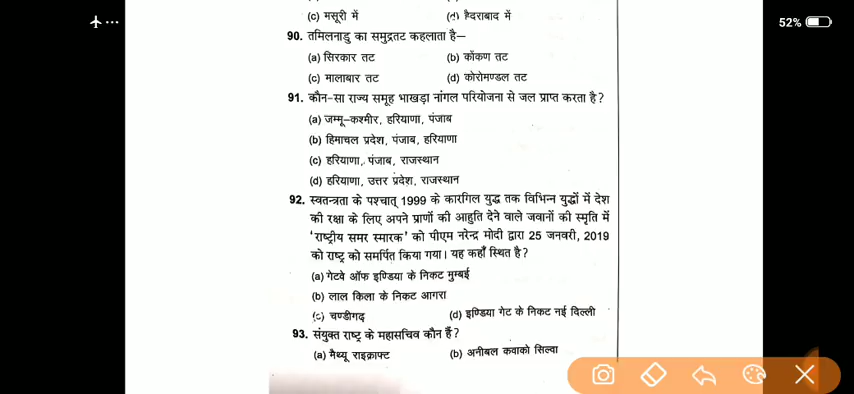 52%
(c) मसूरी में (d) हैदराबाद में
90. तमिलनाडु का समुद्रतट कहलाता है—
(a) सिरकार तट (b) कोंकण तट
(c) मालाबार तट (d) कोरोमण्डल तट
91. कौन-सा राज्य समूह भाखड़ा नांगल परियोजना से जल प्राप्त करता है?
(a) जम्मू-कश्मीर, हरियाणा, पंजाब
(b) हिमाचल प्रदेश, पंजाब, हरियाणा
(c) हरियाणा, पंजाब, राजस्थान
(d) हरियाणा, उत्तर प्रदेश, राजस्थान
92. स्वतन्त्रता के पश्चात् 1999 के कारगिल युद्ध तक विभिन्न युद्धों में देश
की रक्षा के लिए अपने प्राणों की आहुति देने वाले जवानों की स्मृति में
'राष्ट्रीय समर स्मारक' को पीएम नरेन्द्र मोदी द्वारा 25 जनवरी, 2019
को राष्ट्र को समर्पित किया गया। यह कहाँ स्थित है?
(a) गेटवे ऑफ इण्डिया के निकट मुम्बई
(b) लाल किला के निकट आगरा
(c) चण्डीगढ़ (d) इण्डिया गेट के निकट नई दिल्ली
93. संयुक्त राष्ट्र के महासचिव कौन हैं?
(a) मैथ्यू राइक्राफ्ट (b) अनीबल कवाको सिल्वा